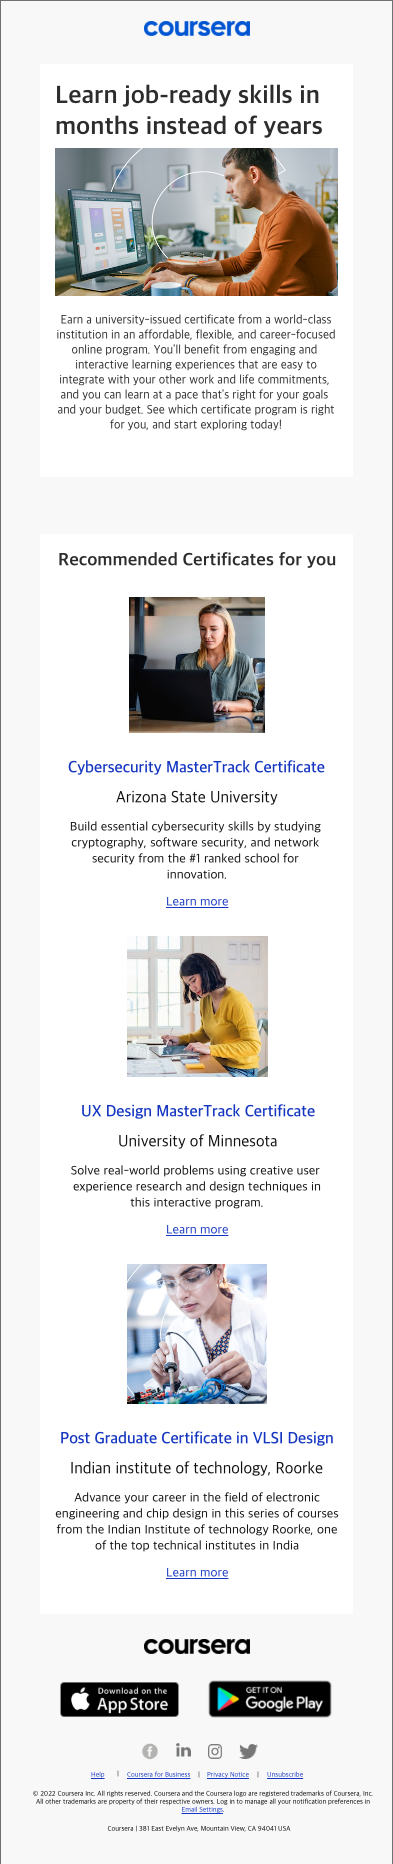 coursera
Learn job-ready skills in
months instead of years
Earn a university-issued certificate from a world-class
institution in an affordable, flexible, and career-focused
online program. You'll benefit from engaging and
interactive learning experiences that are easy to
integrate with your other work and life commitments,
and you can learn at a pace that's right for your goals
and your budget. See which certificate program is right
for you, and start exploring today!
Recommended Certificates for you
Cybersecurity MasterTrack Certificate
Arizona State University
Build essential cybersecurity skills by studying
cryptography, software security, and network
security from the #1 ranked school for
innovation.
Learn more
UX Design MasterTrack Certificate
University of Minnesota
Solve real-world problems using creative user
experience research and design techniques in
this interactive program.
Learn more
Post Graduate Certificate in VLSI Design
Indian institute of technology, Roorke
Advance your career in the field of electronic
engineering and chip design in this series of courses
from the Indian Institute of technology Roorke, one
of the top technical institutes in India
Learn more
coursera
Download on the
App Store
GET IT ON
Google Play
Help | Coursera for Business | Privacy Notice | Unsubscribe
© 2022 Coursera Inc. All rights reserved. Coursera and the Coursera logo are registered trademarks of Coursera, Inc.
All other trademarks are property of their respective owners. Log in to manage all your notification preferences in
Email Settings.
Coursera | 381 East Evelyn Ave, Mountain View, CA 94041 USA